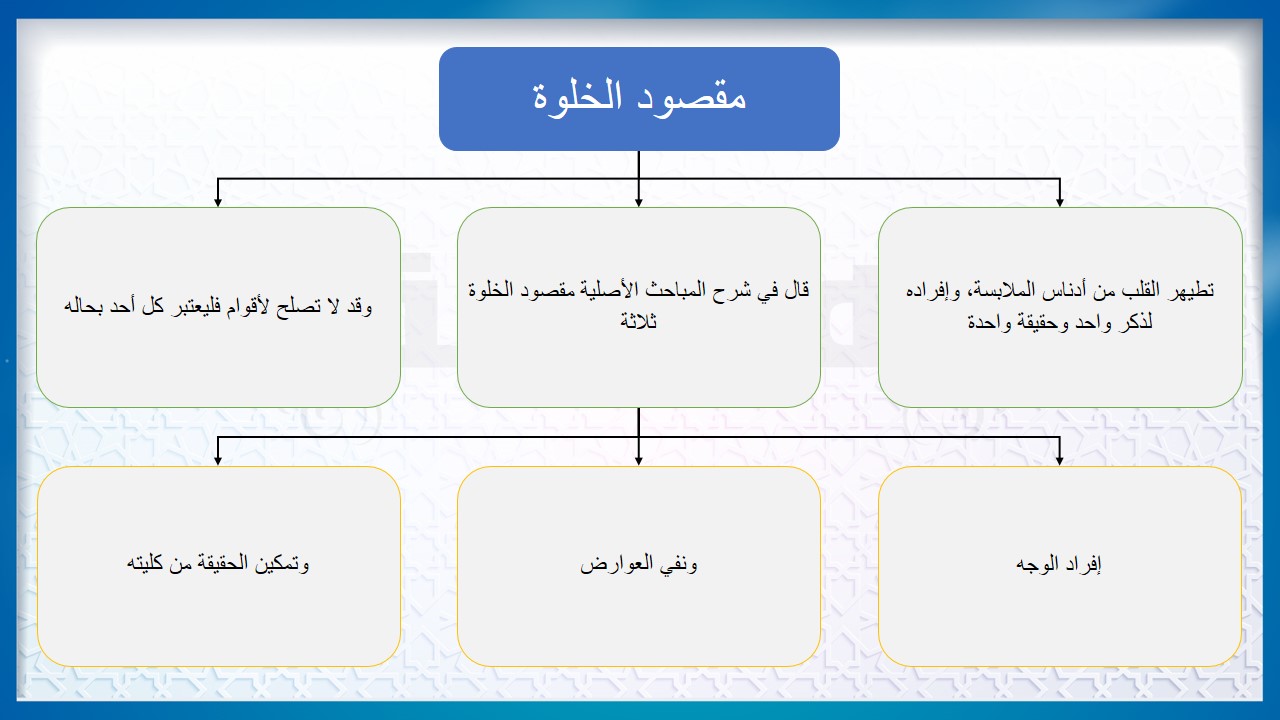 مقصود الخلوة
تطيهر القلب من أدناس الملابسة، وإفراده
لذكر واحد وحقيقة واحدة
قال في شرح المباحث الأصلية مقصود الخلوة
ثلاثة
وقد لا تصلح لأقوام فليعتبر كل أحد بحاله
إفراد الوجه
ونفي العوارض
وتمكين الحقيقة من كليته